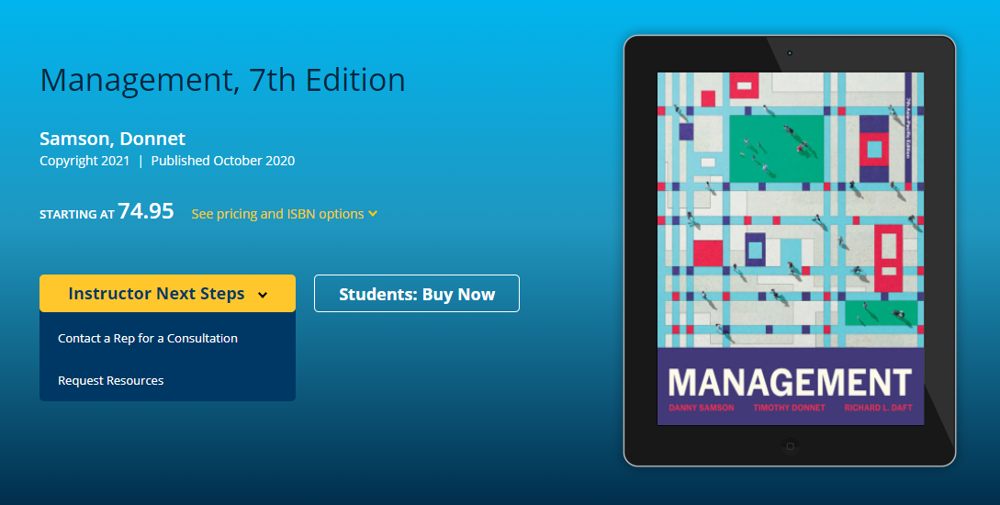 Management, 7th Edition
Samson, Donnet
Copyright 2021 | Published October 2020
STARTING AT 74.95 See pricing and ISBN options
Instructor Next Steps
Students: Buy Now
Contact a Rep for a Consultation
Request Resources
7th Asia-Pacific Edition
MANAGEMENT
DANNY SAMSON TIMOTHY DONNET RICHARD L. DAFT